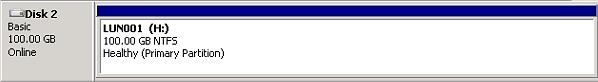 Disk 2
Basic
100.00 GB
Online
LUN001 (H:)
100.00 GB NTFS
Healthy (Primary Partition)